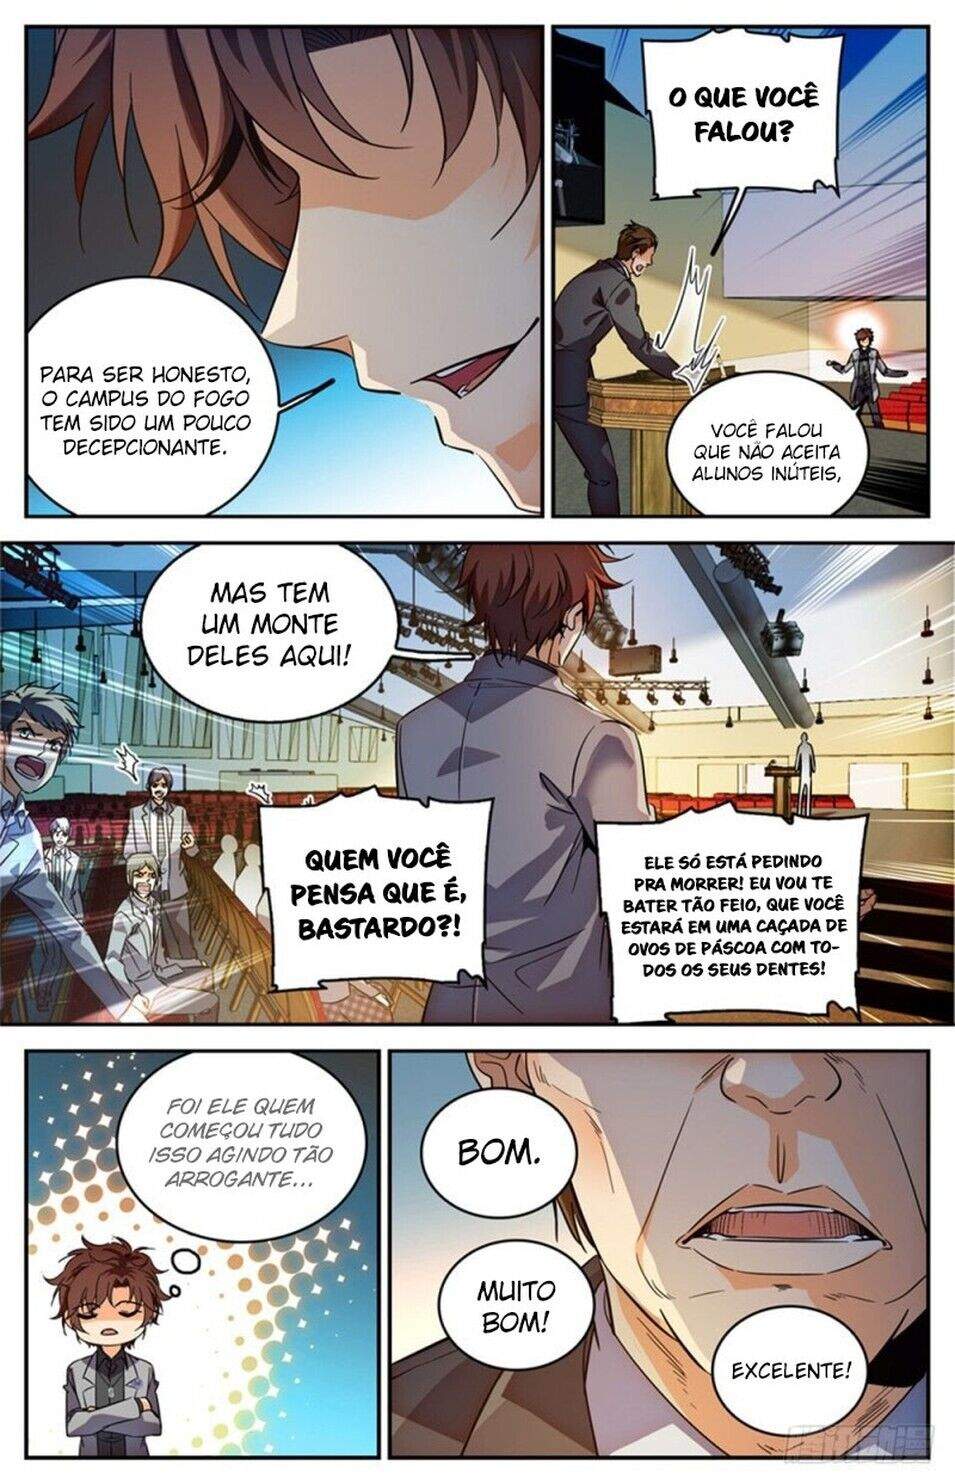 PARA SER HONESTO,
O CAMPUS DO FOGO
TEM SIDO UM POUCO
DECEPCIONANTE.
O QUE VOCÊ
FALOU?
VOCÊ FALOU
QUE NÃO ACEITA
ALUNOS INÚTEIS,
MAS TEM
UM MONTE
DELES AQUI!
QUEM VOCÊ
PENSA QUE É,
BASTARDO?!
ELE SÓ ESTÁ PEDINDO
PRA MORRER! EU VOU TE
BATER TÃO FEIO, QUE VOCÊ
ESTARÁ EM UMA CAÇADA DE
OVOS DE PÁSCOA COM TO-
DOS OS SEUS DENTES!
FOI ELE QUEM
COMEÇOU TUDO
ISSO AGINDO TÃO
ARROGANTE...
BOM.
MUITO
BOM!
EXCELENTE!